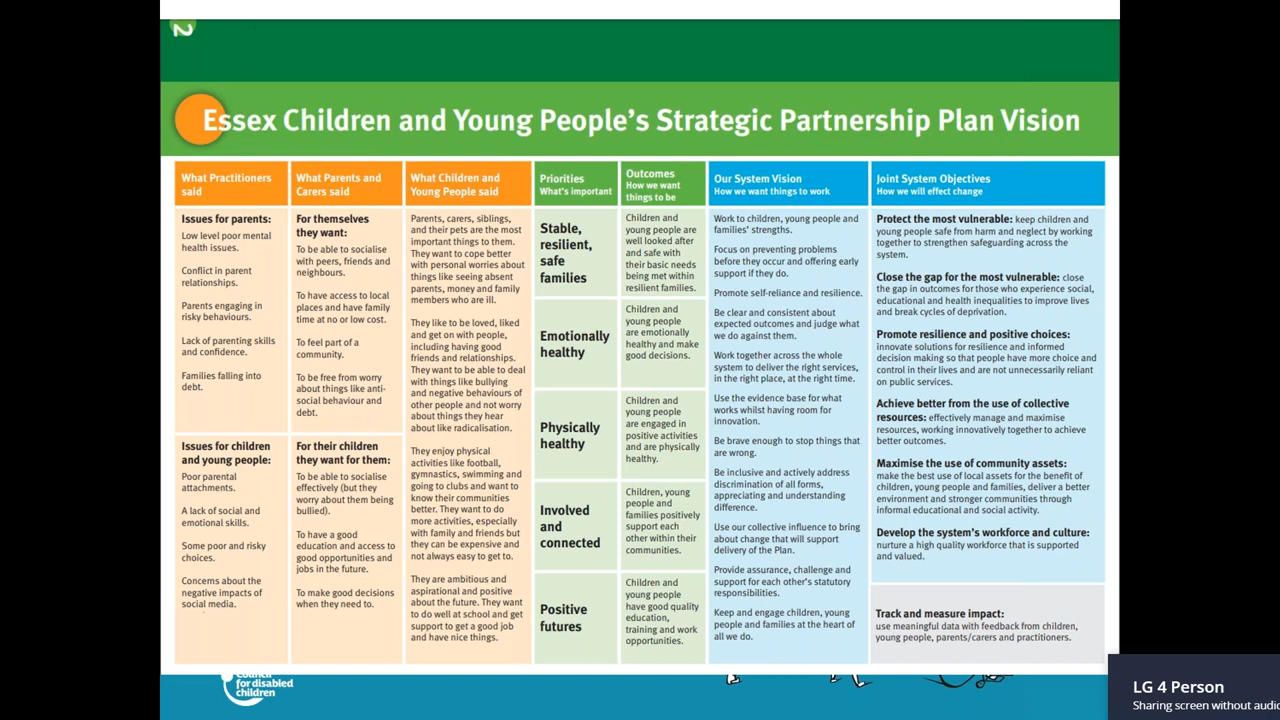 2
Essex Children and Young People's Strategic Partnership Plan Vision
What Practitioners
said
Issues for parents:
Low level poor mental
health issues.
Conflict in parent
relationships.
Parents engaging in
risky behaviours.
Lack of parenting skills
and confidence.
Families falling into
debt.
Issues for children
and young people:
Poor parental
attachments.
A lack of social and
emotional skills.
Some poor and risky
choices.
Concerns about the
negative impacts of
social media.
What Parents and
Carers said
For themselves
they want:
To be able to socialise
with peers, friends and
neighbours.
To have access to local
places and have family
time at no or low cost.
To feel part of a
community.
To be free from worry
about things like anti-
social behaviour and
debt.
For their children
they want for them:
To be able to socialise
effectively (but they
worry about them being
bullied).
To have a good
education and access to
good opportunities and
jobs in the future.
To make good decisions
when they need to.
What Children and
Young People said
Parents, carers, siblings,
and their pets are the most
important things to them.
They want to cope better
with personal worries about
things like seeing absent
parents, money and family
members who are ill.
They like to be loved, liked
and get on with people,
including having good
friends and relationships.
They want to be able to deal
with things like bullying
and negative behaviours of
other people and not worry
about things they hear
about like radicalisation.
They enjoy physical
activities like football,
gymnastics, swimming and
going to clubs and want to
know their communities
better. They want to do
more activities, especially
with family and friends but
they can be expensive and
not always easy to get to.
They are ambitious and
aspirational and positive
about the future. They want
to do well at school and get
support to get a good job
and have nice things.
Priorities
What's important
Stable,
resilient,
safe
families
Emotionally
healthy
Physically
healthy
Involved
and
connected
Positive
futures
Outcomes
How we want
things to be
Children and
young people are
well looked after
and safe with
their basic needs
being met within
resilient families.
Children and
young people
are emotionally
healthy and make
good decisions.
Children and
young people
are engaged in
positive activities
and are physically
healthy.
Children, young
people and
families positively
support each
other within their
communities.
Children and
young people
have good quality
education,
training and work
opportunities.
Our System Vision
How we want things to work
Work to children, young people and
families' strengths.
Focus on preventing problems
before they occur and offering early
support if they do.
Promote self-reliance and resilience.
Be clear and consistent about
expected outcomes and judge what
we do against them.
Work together across the whole
system to deliver the right services,
in the right place, at the right time.
Use the evidence base for what
works whilst having room for
innovation.
Be brave enough to stop things that
are wrong.
Be inclusive and actively address
discrimination of all forms,
appreciating and understanding
difference.
Use our collective influence to bring
about change that will support
delivery of the Plan.
Provide assurance, challenge and
support for each other's statutory
responsibilities.
Keep and engage children, young
people and families at the heart of
all we do.
Joint System Objectives
How we will effect change
Protect the most vulnerable: keep children and
young people safe from harm and neglect by working
together to strengthen safeguarding across the
system.
Close the gap for the most vulnerable: close
the gap in outcomes for those who experience social,
educational and health inequalities to improve lives
and break cycles of deprivation.
Promote resilience and positive choices:
innovate solutions for resilience and informed
decision making so that people have more choice and
control in their lives and are not unnecessarily reliant
on public services.
Achieve better from the use of collective
resources: effectively manage and maximise
resources, working innovatively together to achieve
better outcomes.
Maximise the use of community assets:
make the best use of local assets for the benefit of
children, young people and families, deliver a better
environment and stronger communities through
informal educational and social activity.
Develop the system's workforce and culture:
nurture a high quality workforce that is supported
and valued.
Track and measure impact:
use meaningful data with feedback from children,
young people, parents/carers and practitioners.
Council
for disabled
children
LG 4 Person
Sharing screen without audio